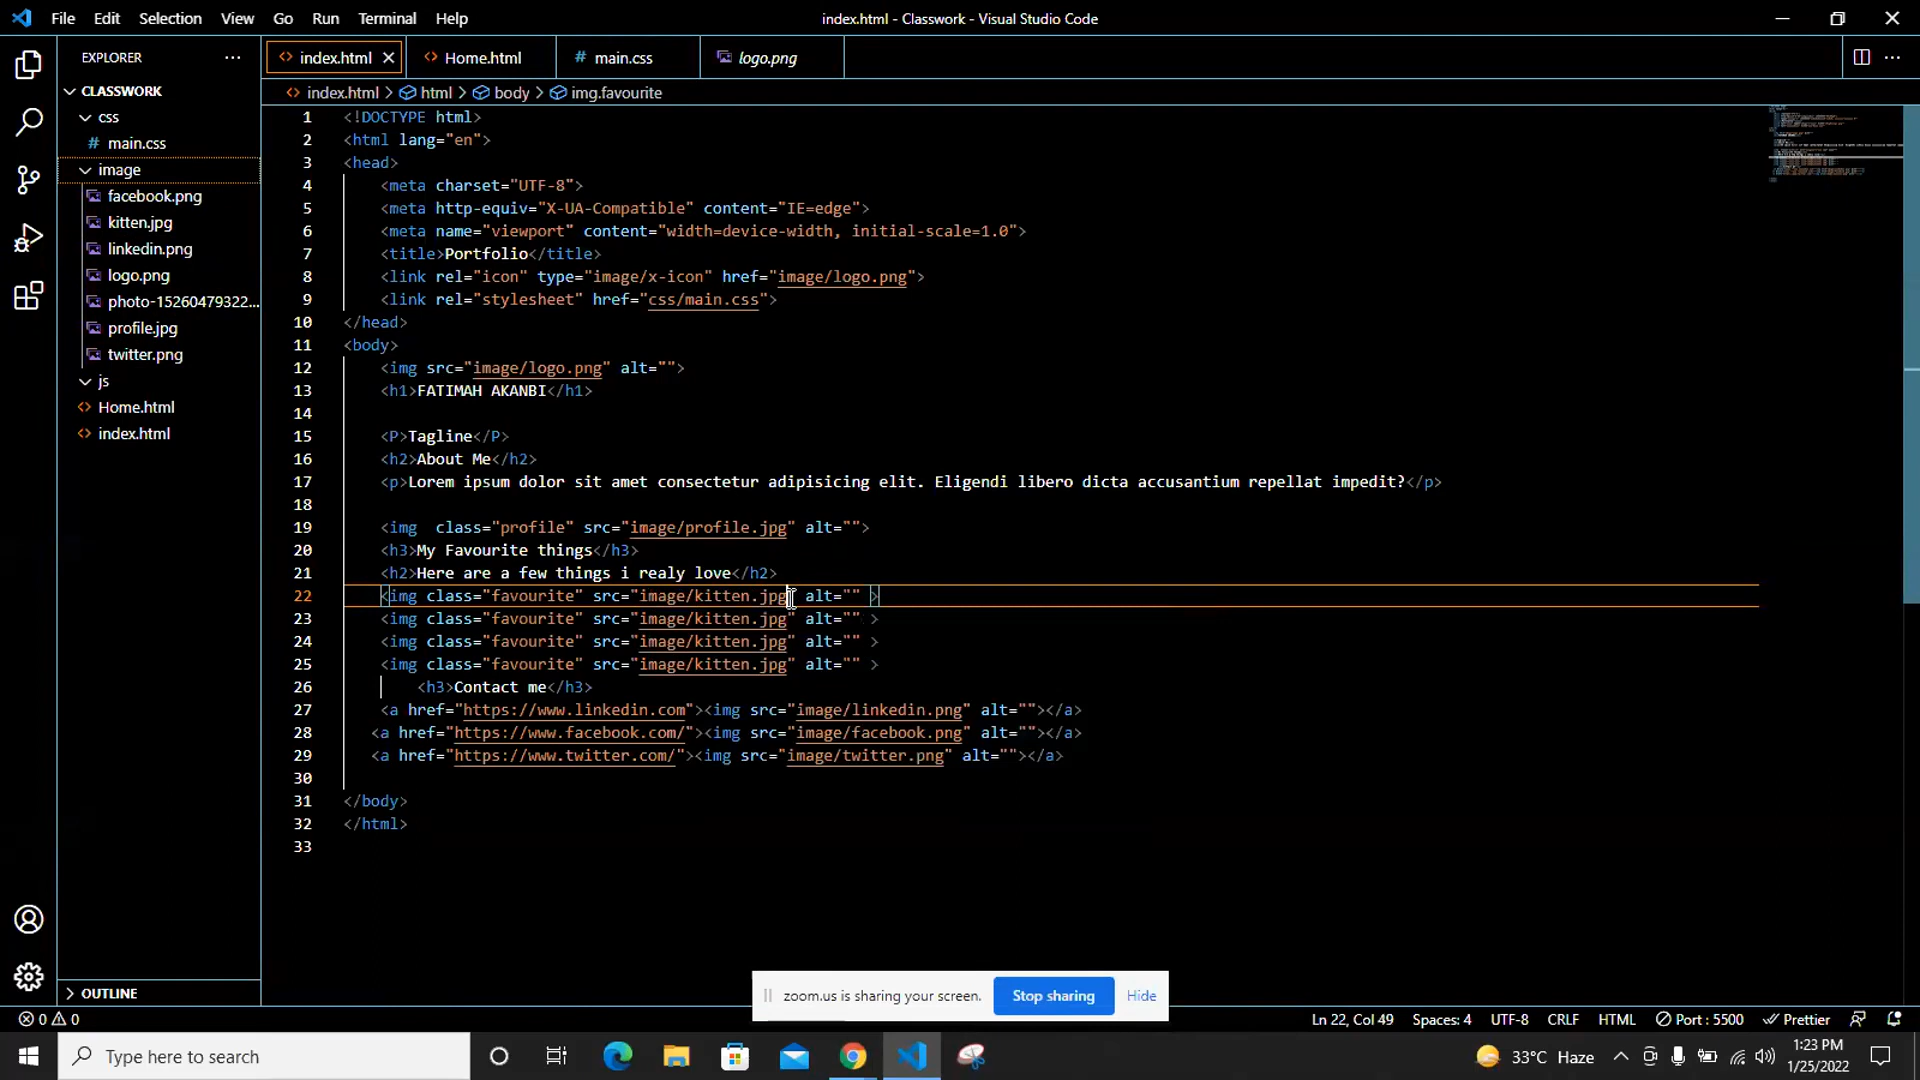 File Edit Selection View Go Run Terminal Help
index.html - Classwork - Visual Studio Code
EXPLORER
CLASSWORK
css
main.css
image
facebook.png
kitten.jpg
linkedin.png
logo.png
photo-15260479322...
profile.jpg
twitter.png
js
Home.html
index.html
OUTLINE
index.html Home.html # main.css logo.png
index.html > html > body > img.favourite
1 <!DOCTYPE html>
2 <html lang="en">
3 <head>
4 <meta charset="UTF-8">
5 <meta http-equiv="X-UA-Compatible" content="IE=edge">
6 <meta name="viewport" content="width=device-width, initial-scale=1.0">
7 <title>Portfolio</title>
8 <link rel="icon" type="image/x-icon" href="image/logo.png">
9 <link rel="stylesheet" href="css/main.css">
10 </head>
11 <body>
12 <img src="image/logo.png" alt="">
13 <h1>FATIMAH AKANBI</h1>
14
15 <P>Tagline</P>
16 <h2>About Me</h2>
17 <p>Lorem ipsum dolor sit amet consectetur adipisicing elit. Eligendi libero dicta accusantium repellat impedit?</p>
18
19 <img  class="profile" src="image/profile.jpg" alt="">
20 <h3>My Favourite things</h3>
21 <h2>Here are a few things i realy love</h2>
22 <img class="favourite" src="image/kitten.jpg" alt="" >
23 <img class="favourite" src="image/kitten.jpg" alt="" >
24 <img class="favourite" src="image/kitten.jpg" alt="" >
25 <img class="favourite" src="image/kitten.jpg" alt="" >
26 <h3>Contact me</h3>
27 <a href="https://www.linkedin.com"><img src="image/linkedin.png" alt=""></a>
28 <a href="https://www.facebook.com/"><img src="image/facebook.png" alt=""></a>
29 <a href="https://www.twitter.com/"><img src="image/twitter.png" alt=""></a>
30
31 </body>
32 </html>
33
zoom.us is sharing your screen. Stop sharing Hide
0 0 Ln 22, Col 49 Spaces: 4 UTF-8 CRLF HTML Port : 5500 Prettier
Type here to search
33°C Haze
1:23 PM
1/25/2022